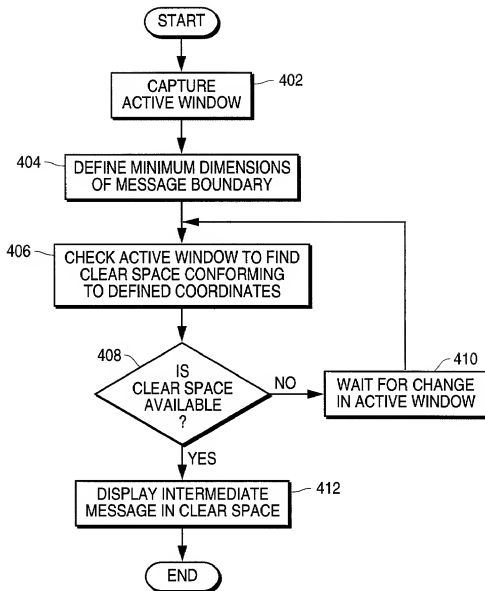 START
CAPTURE
ACTIVE WINDOW
402
404
DEFINE MINIMUM DIMENSIONS
OF MESSAGE BOUNDARY
406
CHECK ACTIVE WINDOW TO FIND
CLEAR SPACE CONFORMING
TO DEFINED COORDINATES
408
IS
CLEAR SPACE
AVAILABLE
?
NO
410
WAIT FOR CHANGE
IN ACTIVE WINDOW
YES
DISPLAY INTERMEDIATE
MESSAGE IN CLEAR SPACE
412
END